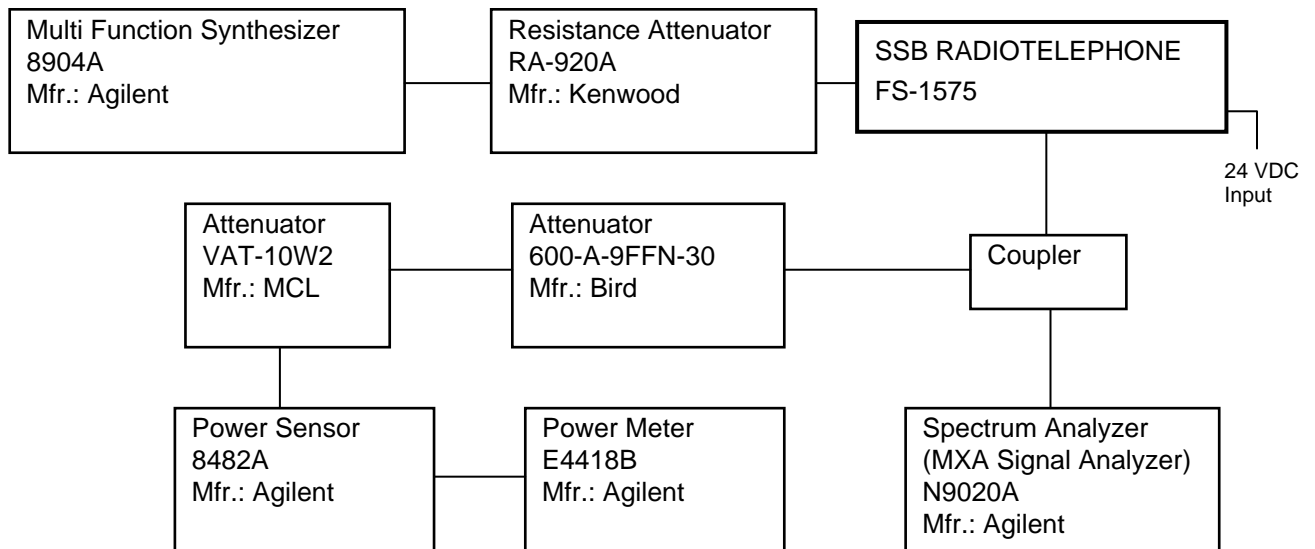 Multi Function Synthesizer
8904A
Mfr.: Agilent
Resistance Attenuator
RA-920A
Mfr.: Kenwood
SSB RADIOTELEPHONE
FS-1575
24 VDC
Input
Attenuator
VAT-10W2
Mfr.: MCL
Attenuator
600-A-9FFN-30
Mfr.: Bird
Coupler
Power Sensor
8482A
Mfr.: Agilent
Power Meter
E4418B
Mfr.: Agilent
Spectrum Analyzer
(MXA Signal Analyzer)
N9020A
Mfr.: Agilent